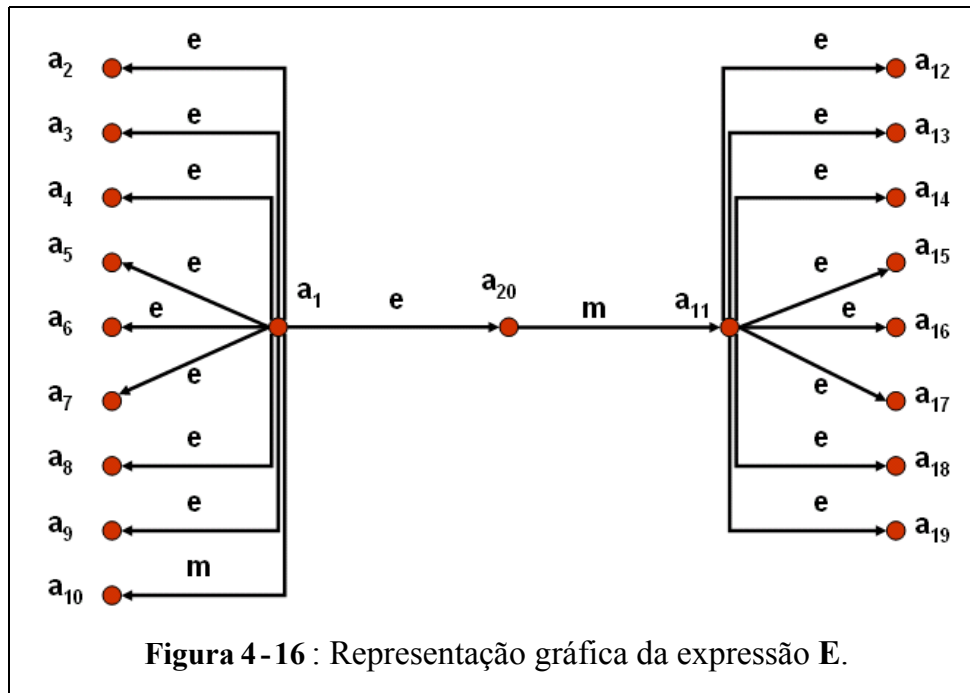 e
e
a₂
a₁₂
e
e
a₃
a₁₃
e
e
a₄
a₁₄
a₅
e
e
a₁₅
a₁
a₂₀
a₁₁
a₆
e
e
m
e
a₁₆
a₇
e
e
a₁₇
e
e
a₈
a₁₈
e
e
a₉
a₁₉
m
a₁₀
Figura 4-16 : Representação gráfica da expressão E.